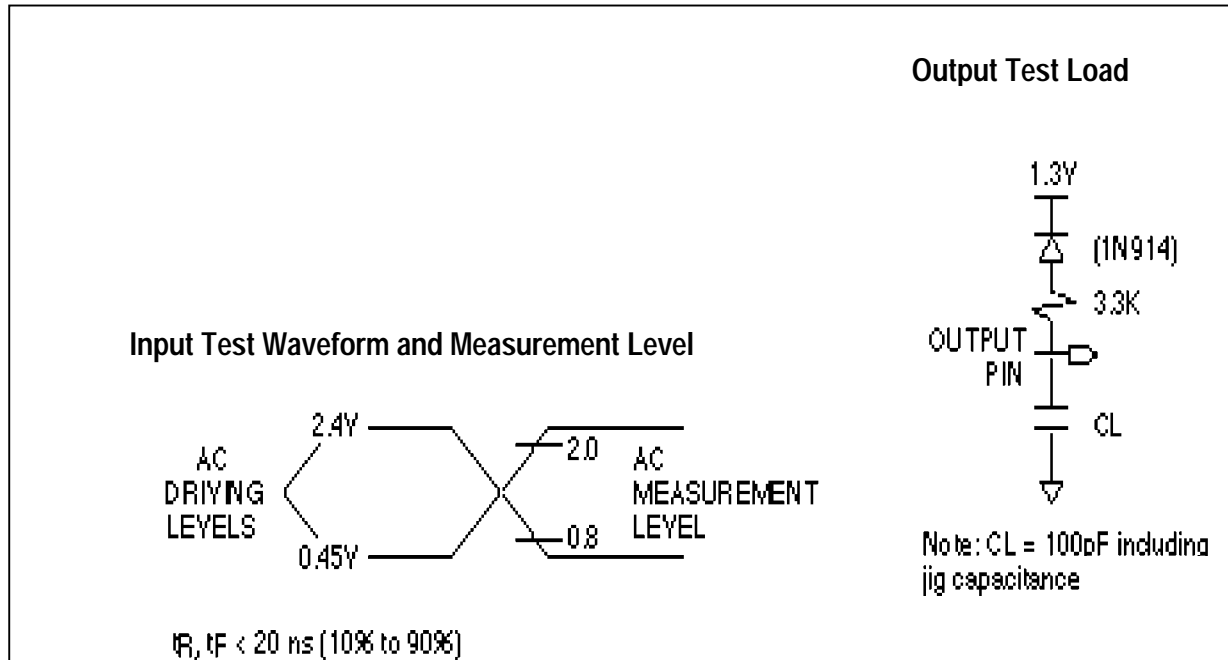 Output Test Load
1.3V
(1N914)
3.3K
OUTPUT
PIN
CL
Note: CL = 100pF including
jig capacitance
Input Test Waveform and Measurement Level
2.4V
AC
DRIVING
LEVELS
0.45V
2.0
AC
MEASUREMENT
LEVEL
0.8
tR, tF < 20 ns (10% to 90%)